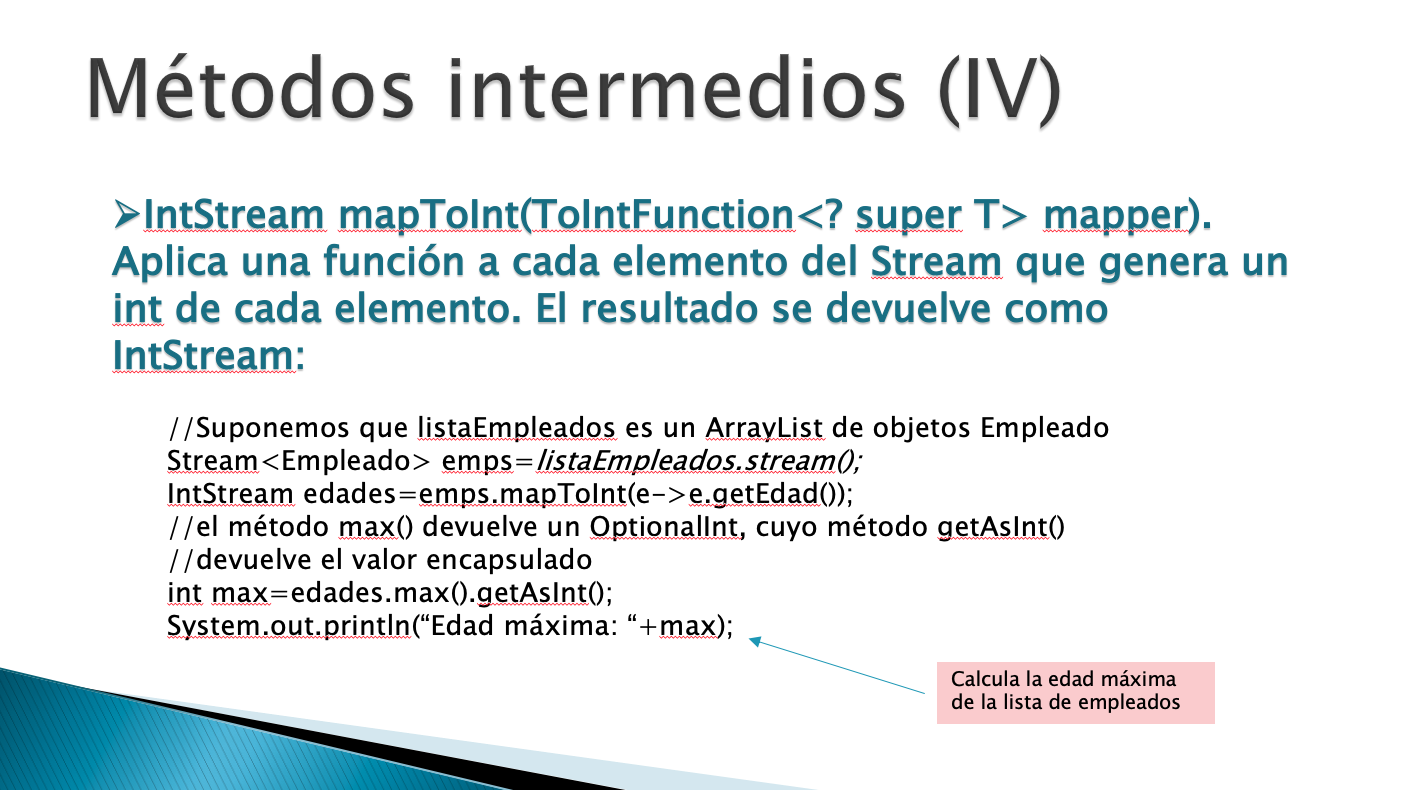 Métodos intermedios (IV)
➢IntStream mapToInt(ToIntFunction<? super T> mapper).
Aplica una función a cada elemento del Stream que genera un
int de cada elemento. El resultado se devuelve como
IntStream:
//Suponemos que listaEmpleados es un ArrayList de objetos Empleado
Stream<Empleado> emps=listaEmpleados.stream();
IntStream edades=emps.mapToInt(e->e.getEdad());
//el método max() devuelve un OptionalInt, cuyo método getAsInt()
//devuelve el valor encapsulado
int max=edades.max().getAsInt();
System.out.println(“Edad máxima: “+max);
Calcula la edad máxima
de la lista de empleados